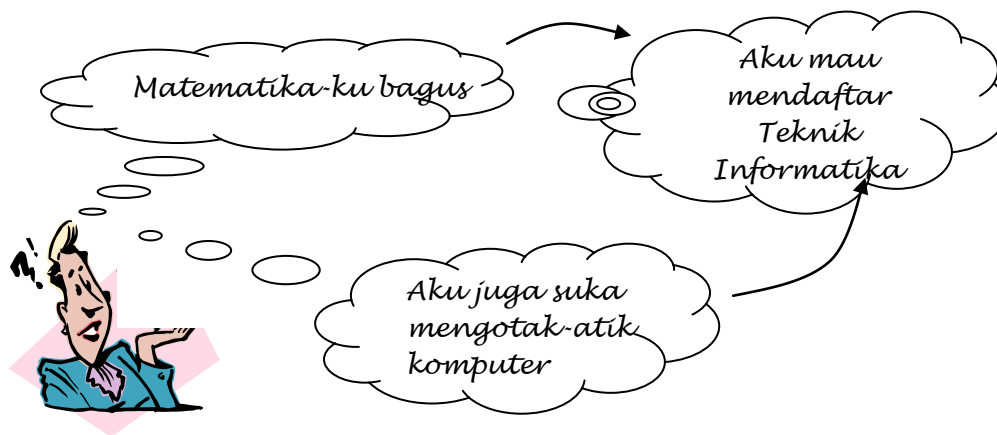 Matematika-ku bagus
Aku mau
mendaftar
Teknik
Informatika
Aku juga suka
mengotak-atik
komputer